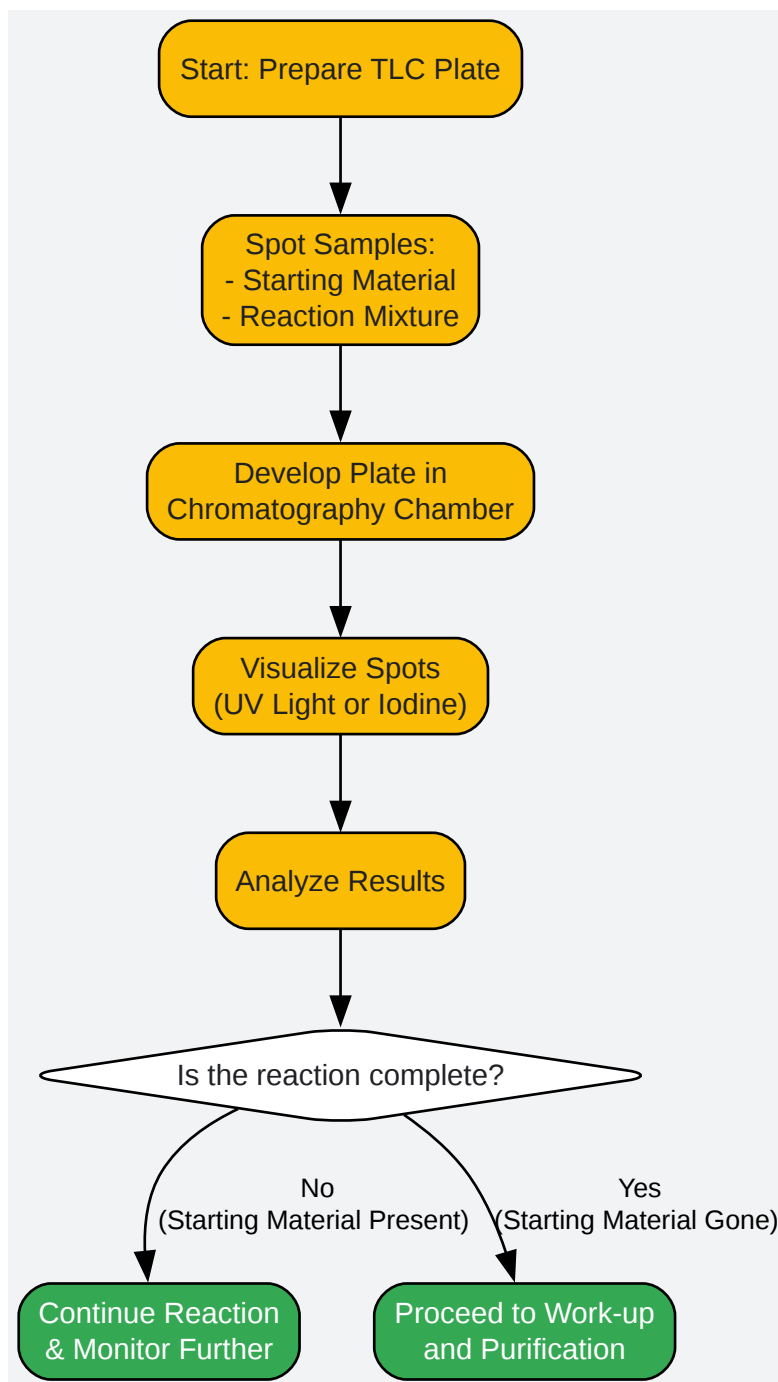 Start: Prepare TLC Plate
Spot Samples:
- Starting Material
- Reaction Mixture
Develop Plate in
Chromatography Chamber
Visualize Spots
(UV Light or Iodine)
Analyze Results
Is the reaction complete?
No
(Starting Material Present)
Yes
(Starting Material Gone)
Continue Reaction
& Monitor Further
Proceed to Work-up
and Purification